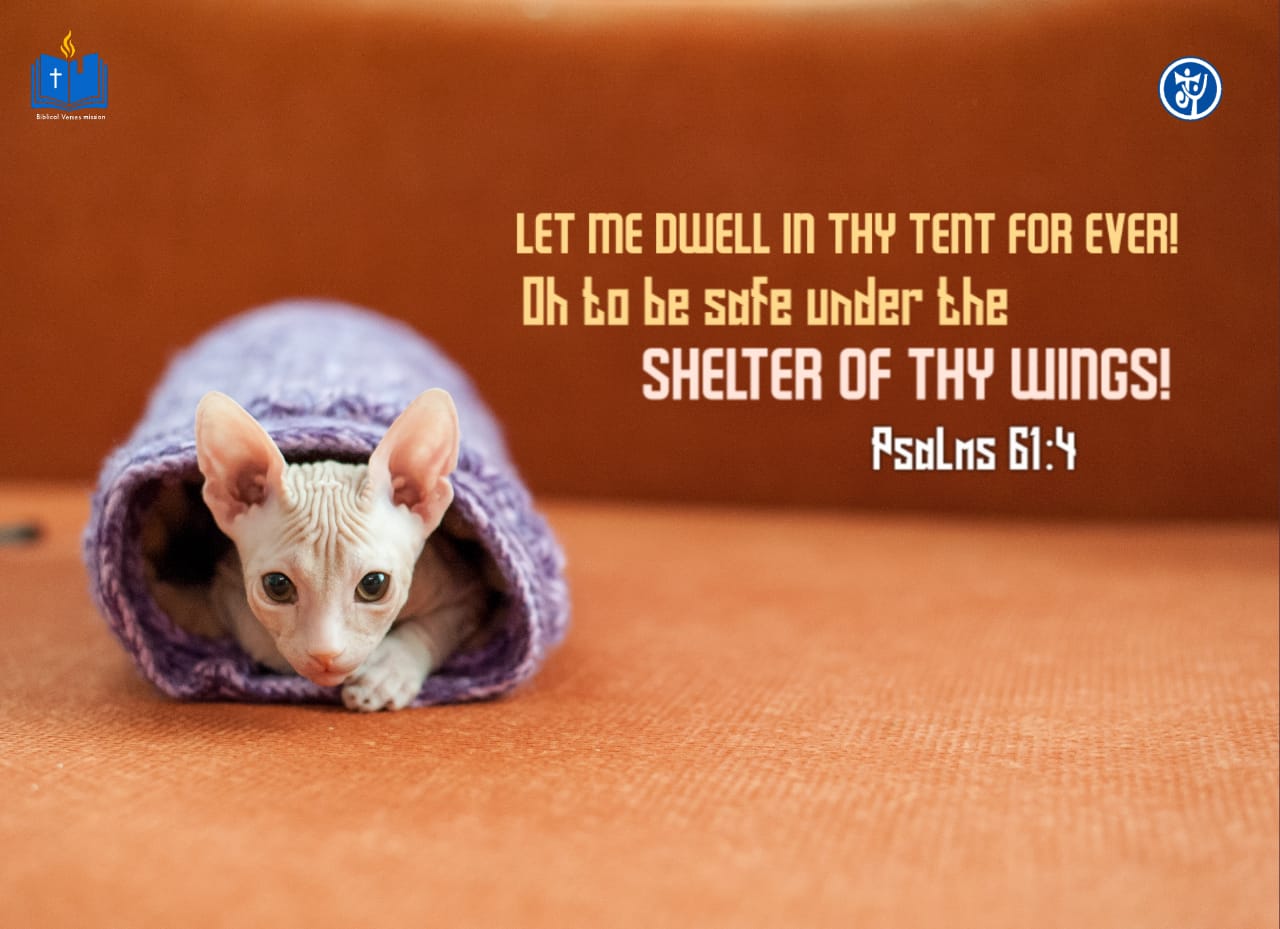 Biblical Verses mission
LET ME DWELL IN THY TENT FOR EVER!
Oh to be safe under the
SHELTER OF THY WINGS!
Psalms 61:4